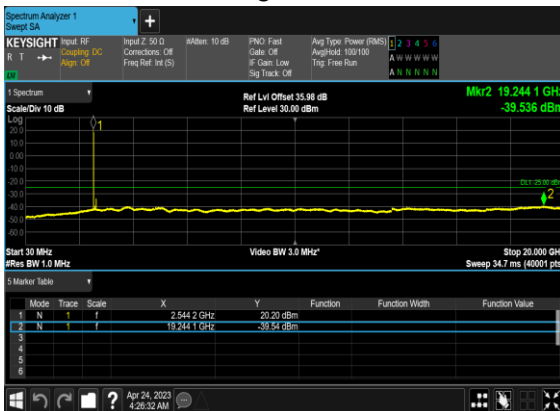 Spectrum Analyzer 1
Swept SA
+
KEYSIGHT Input: RF Input Z: 50 Ω #Atten: 10 dB PNO: Fast Avg Type: Power (RMS) 1 2 3 4 5 6
R T Coupling: DC Corrections: Off Gate: Off Avg|Hold: 100/100 A W W W W W
Align: Off Freq Ref: Int (S) IF Gain: Low Trig: Free Run
Sig Track: Off A N N N N N
LV
1 Spectrum Ref Lvl Offset 35.98 dB Mkr2 19.244 1 GHz
Scale/Div 10 dB Ref Level 30.00 dBm -39.536 dBm
Log
20.0 1
10.0
0.00
-10.0
-20.0 DL1 -25.00 dBm
-30.0 2
-40.0
-50.0
-60.0
Start 30 MHz Video BW 3.0 MHz* Stop 20.000 GHz
#Res BW 1.0 MHz Sweep 34.7 ms (40001 pts)
5 Marker Table
Mode Trace Scale X Y Function Function Width Function Value
1 N 1 f 2.544 2 GHz 20.20 dBm
2 N 1 f 19.244 1 GHz -39.54 dBm
3
4
5
6
? Apr 24, 2023
4:26:32 AM